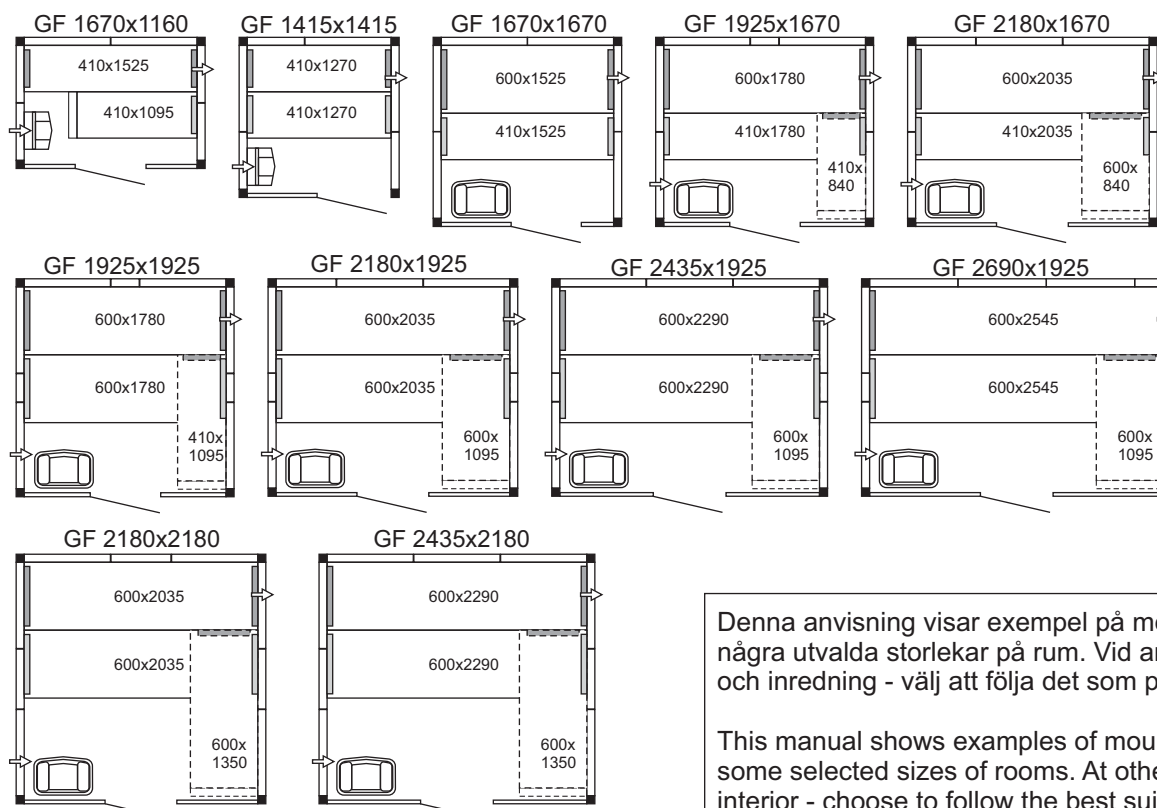 GF 1670x1160
GF 1415x1415
GF 1670x1670
GF 1925x1670
GF 2180x1670
410x1525
410x1095
410x1270
410x1270
600x1525
410x1525
600x1780
410x1780
410x
840
600x2035
410x2035
600x
840
GF 1925x1925
GF 2180x1925
GF 2435x1925
GF 2690x1925
600x1780
600x1780
410x
1095
600x2035
600x2035
600x
1095
600x2290
600x2290
600x
1095
600x2545
600x2545
600x
1095
GF 2180x2180
GF 2435x2180
600x2035
600x2035
600x
1350
600x2290
600x2290
600x
1350
Denna anvisning visar exempel på
några utvalda storlekar på rum. Vid
och inredning - välj att följa det som
This manual shows examples of
some selected sizes of rooms. At
interior - choose to follow the best